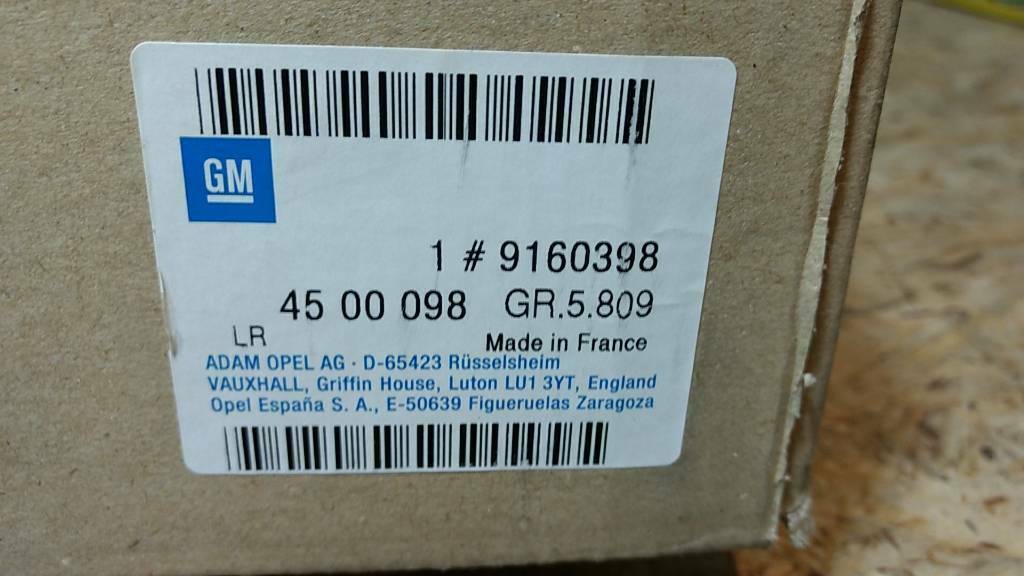 GM
1 # 9160398
45 00 098 GR.5.809
LR Made in France
ADAM OPEL AG · D-65423 Rüsselsheim
VAUXHALL, Griffin House, Luton LU1 3YT, England
Opel España S. A., E-50639 Figueruelas Zaragoza